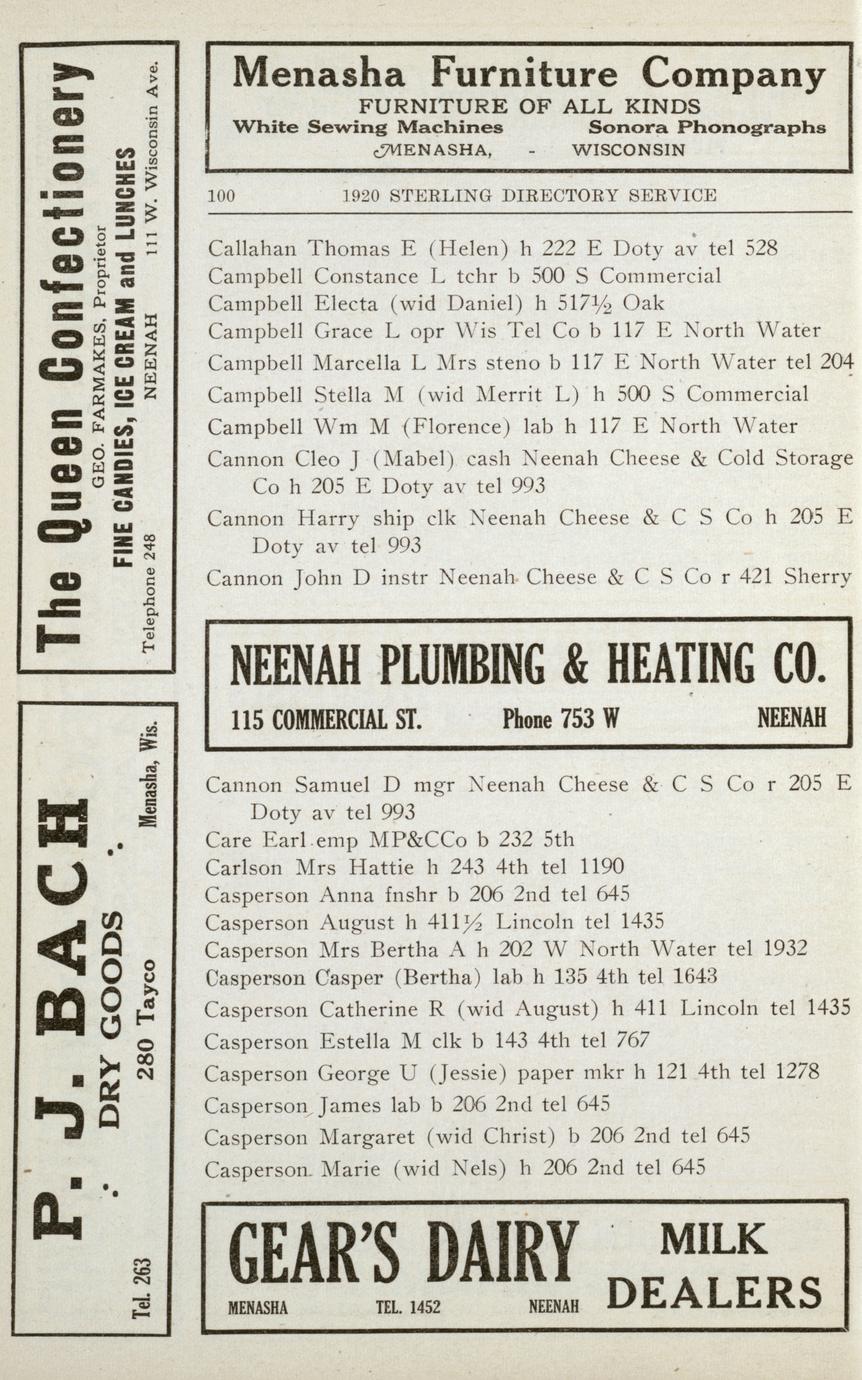 Menasha Furniture Company
FURNITURE OF ALL KINDS
White Sewing Machines Sonora Phonographs
MENASHA, - WISCONSIN
100 1920 STERLING DIRECTORY SERVICE
Callahan Thomas E (Helen) h 222 E Doty av tel 528
Campbell Constance L tchr b 500 S Commercial
Campbell Electa (wid Daniel) h 517½ Oak
Campbell Grace L opr Wis Tel Co b 117 E North Water
Campbell Marcella L Mrs steno b 117 E North Water tel 204
Campbell Stella M (wid Merrit L) h 500 S Commercial
Campbell Wm M (Florence) lab h 117 E North Water
Cannon Cleo J (Mabel) cash Neenah Cheese & Cold Storage
Co h 205 E Doty av tel 993
Cannon Harry ship clk Neenah Cheese & C S Co h 205 E
Doty av tel 993
Cannon John D instr Neenah Cheese & C S Co r 421 Sherry
NEENAH PLUMBING & HEATING CO.
115 COMMERCIAL ST. Phone 753 W NEENAH
Cannon Samuel D mgr Neenah Cheese & C S Co r 205 E
Doty av tel 993
Care Earl emp MP&CCo b 232 5th
Carlson Mrs Hattie h 243 4th tel 1190
Casperson Anna fnshr b 206 2nd tel 645
Casperson August h 411½ Lincoln tel 1435
Casperson Mrs Bertha A h 202 W North Water tel 1932
Casperson Casper (Bertha) lab h 135 4th tel 1643
Casperson Catherine R (wid August) h 411 Lincoln tel 1435
Casperson Estella M clk b 143 4th tel 767
Casperson George U (Jessie) paper mkr h 121 4th tel 1278
Casperson James lab b 206 2nd tel 645
Casperson Margaret (wid Christ) b 206 2nd tel 645
Casperson Marie (wid Nels) h 206 2nd tel 645
GEAR'S DAIRY MILK DEALERS
MENASHA TEL. 1452 NEENAH
The Queen Confectionery
GEO. FARMAKES, Proprietor
FINE CANDIES, ICE CREAM and LUNCHES
Telephone 248 NEENAH 111 W. Wisconsin Ave.
P. J. BACH
DRY GOODS
Tel. 263 280 Tayco Menasha, Wis.